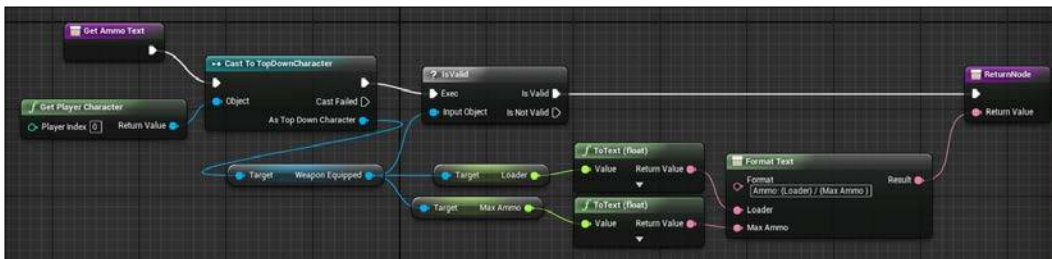 Get Ammo Text
Cast To TopDownCharacter
Object
Cast Failed
As Top Down Character
Get Player Character
Player Index 0
Return Value
? IsValid
Exec
Is Valid
Input Object
Is Not Valid
ReturnNode
Return Value
Target
Weapon Equipped
Target
Loader
Target
Max Ammo
ToText (float)
Value
Return Value
ToText (float)
Value
Return Value
Format Text
Format
Result
Ammo: {Loader} / {Max Ammo }
Loader
Max Ammo